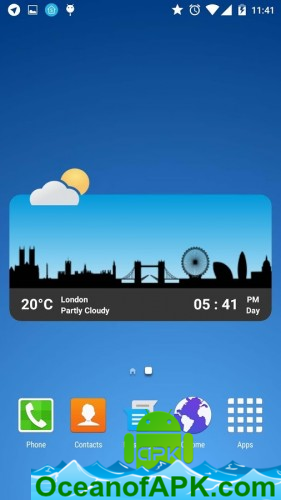 11:41
20°C
London
Partly Cloudy
05 : 41
PM
Day
Phone
Contacts
Apps
APK
OceanofAPK.com